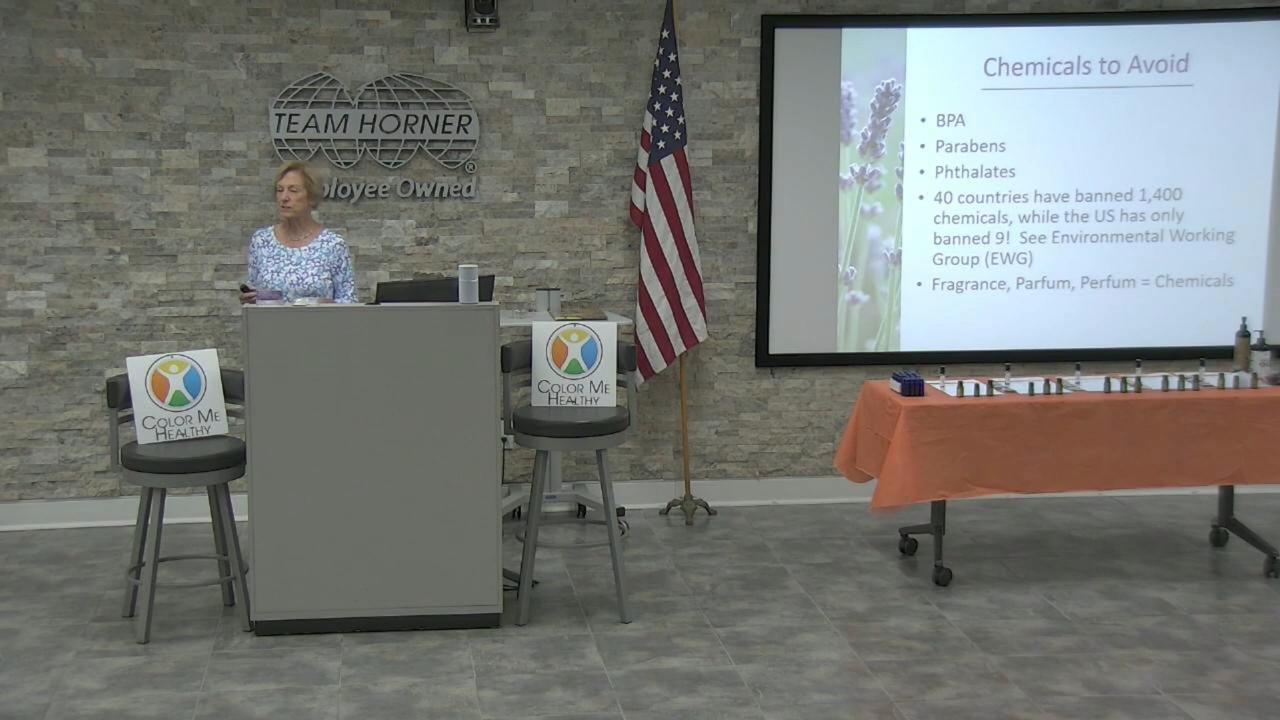 TEAM HORNER
ployee Owned
COLOR ME
HEALTHY
COLOR ME
HEALTHY
Chemicals to Avoid
• BPA
• Parabens
• Phthalates
• 40 countries have banned 1,400
chemicals, while the US has only
banned 9! See Environmental Working
Group (EWG)
• Fragrance, Parfum, Perfum = Chemicals